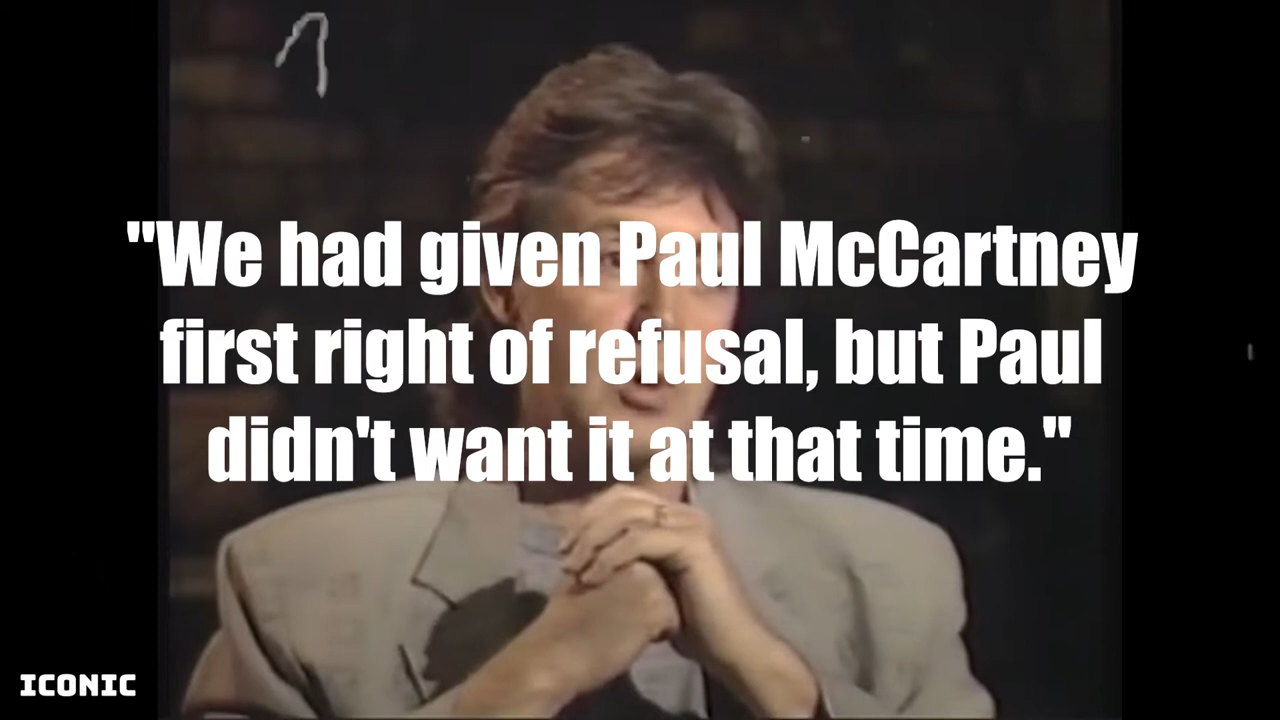 "We had given Paul McCartney
first right of refusal, but Paul
didn't want it at that time."
ICONIC